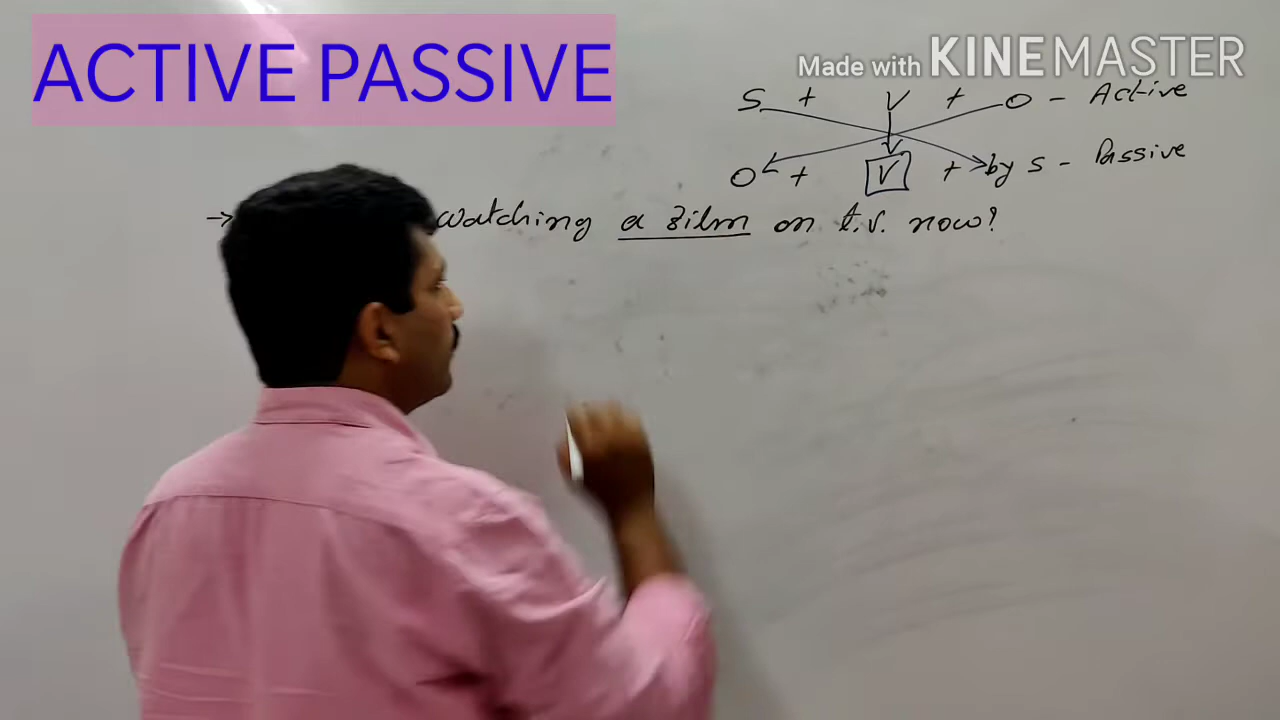 ACTIVE PASSIVE
Made with KINEMASTER
S + V + O - Active
O + V + by S - Passive
→ watching a film on t.v. now?